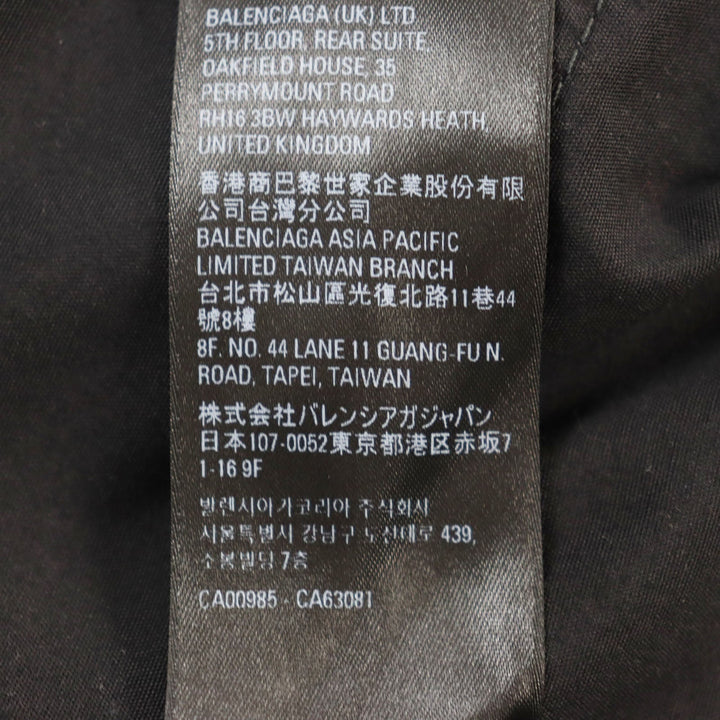 BALENCIAGA (UK) LTD
5TH FLOOR, REAR SUITE,
OAKFIELD HOUSE, 35
PERRYMOUNT ROAD
RH16 3BW HAYWARDS HEATH,
UNITED KINGDOM
香港商巴黎世家企業股份有限
公司台灣分公司
BALENCIAGA ASIA PACIFIC
LIMITED TAIWAN BRANCH
台北市松山區光復北路11巷44
號8樓
8F. NO. 44 LANE 11 GUANG-FU N.
ROAD, TAPEI, TAIWAN
株式会社バレンシアガジャパン
日本107-0052東京都港区赤坂7
1-16 9F
발렌시아가코리아 주식회사
서울특별시 강남구 도산대로 439,
소봉빌딩 7층
CA00985 - CA63081